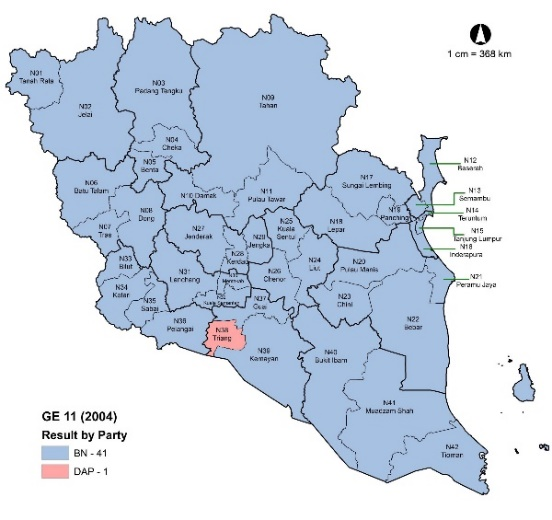 1 cm = 368 km
N01
Tanah Rata
N02
Jelai
N03
Padang Tengku
N04
Cheka
N05
Benta
N06
Batu Talam
N07
Tras
N08
Dong
N09
Tahan
N10 Damak
N11
Pulau Tawar
N12
Beserah
N13
Semambu
N14
Teruntum
N15
Tanjung Lumpur
N18
Inderapura
N17
Sungai Lembing
Panching
Lepar
N21
Peramu Jaya
N22
Bebar
N23
Chini
N24
Luit
N25
Kuala
Sentul
N26
Chenor
N27
Jenderak
N28
Kerdau
N29
Jengka
Pulau Manis
N31
Lanchang
N33
Bilut
N34
Ketari
N35
Sabai
N36
Pelangai
N37
Guai
N38
Triang
N39
Kemayan
N40
Bukit Ibam
N41
Muadzam Shah
N42
Tioman
GE 11 (2004)
Result by Party
BN - 41
DAP - 1